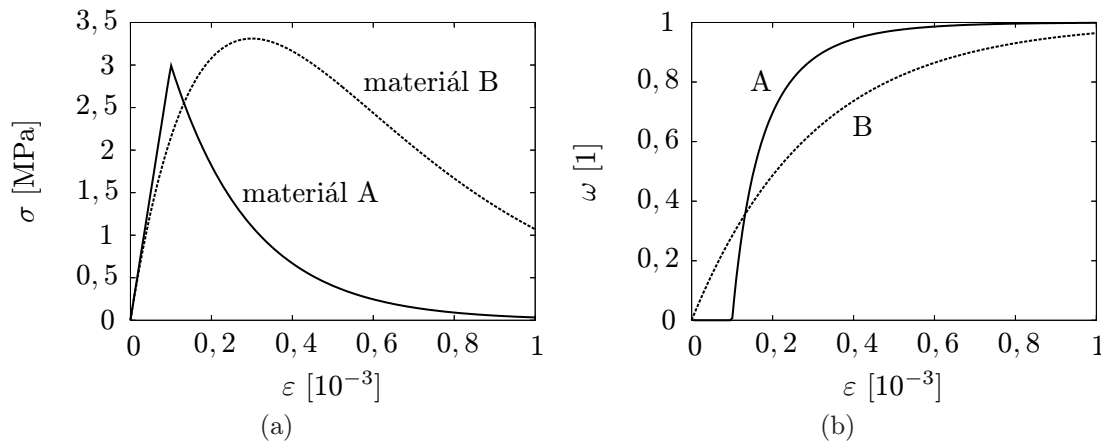 3, 5
3
2, 5
2
1, 5
1
0, 5
0
σ [MPa]
materiál B
materiál A
0 0, 2 0, 4 0, 6 0, 8 1
ε [10⁻³]
(a)
1
0, 8
0, 6
0, 4
0, 2
0
ω [1]
A
B
0 0, 2 0, 4 0, 6 0, 8 1
ε [10⁻³]
(b)